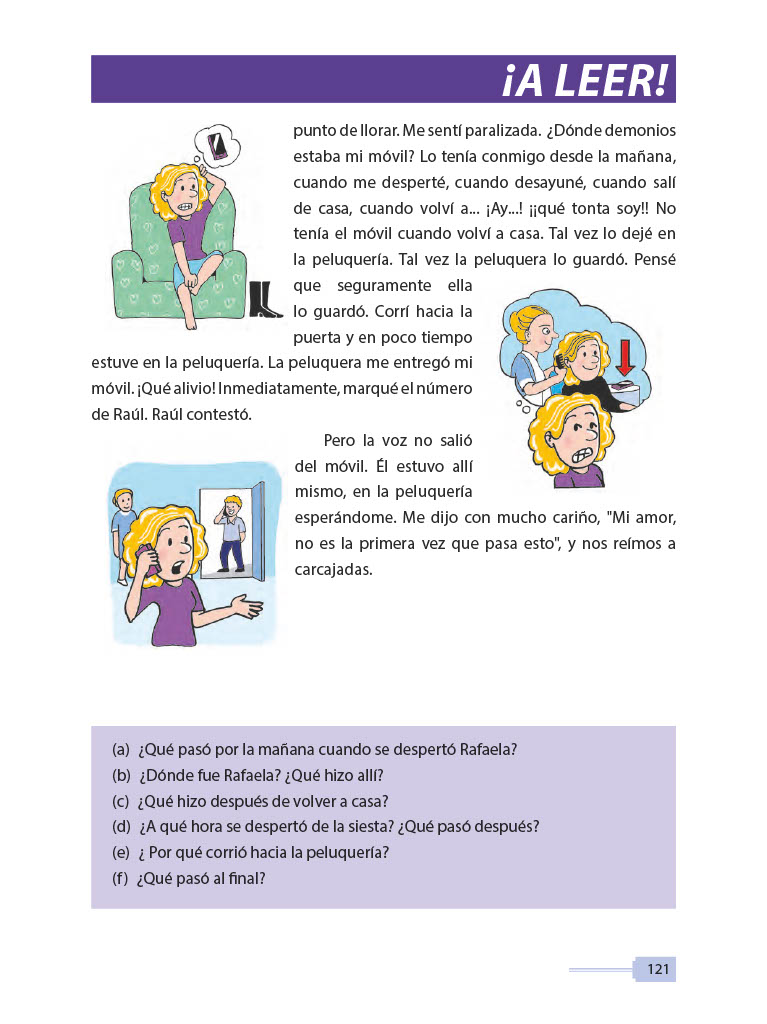 ¡A LEER!
punto de llorar. Me sentí paralizada. ¿Dónde demonios
estaba mi móvil? Lo tenía conmigo desde la mañana,
cuando me desperté, cuando desayuné, cuando salí
de casa, cuando volví a... ¡Ay...! ¡¡qué tonta soy!! No
tenía el móvil cuando volví a casa. Tal vez lo dejé en
la peluquería. Tal vez la peluquera lo guardó. Pensé
que seguramente ella
lo guardó. Corrí hacia la
puerta y en poco tiempo
estuve en la peluquería. La peluquera me entregó mi
móvil. ¡Qué alivio! Inmediatamente, marqué el número
de Raúl. Raúl contestó.
Pero la voz no salió
del móvil. Él estuvo allí
mismo, en la peluquería
esperándome. Me dijo con mucho cariño, "Mi amor,
no es la primera vez que pasa esto", y nos reímos a
carcajadas.
(a) ¿Qué pasó por la mañana cuando se despertó Rafaela?
(b) ¿Dónde fue Rafaela? ¿Qué hizo allí?
(c) ¿Qué hizo después de volver a casa?
(d) ¿A qué hora se despertó de la siesta? ¿Qué pasó después?
(e) ¿ Por qué corrió hacia la peluquería?
(f) ¿Qué pasó al final?
121